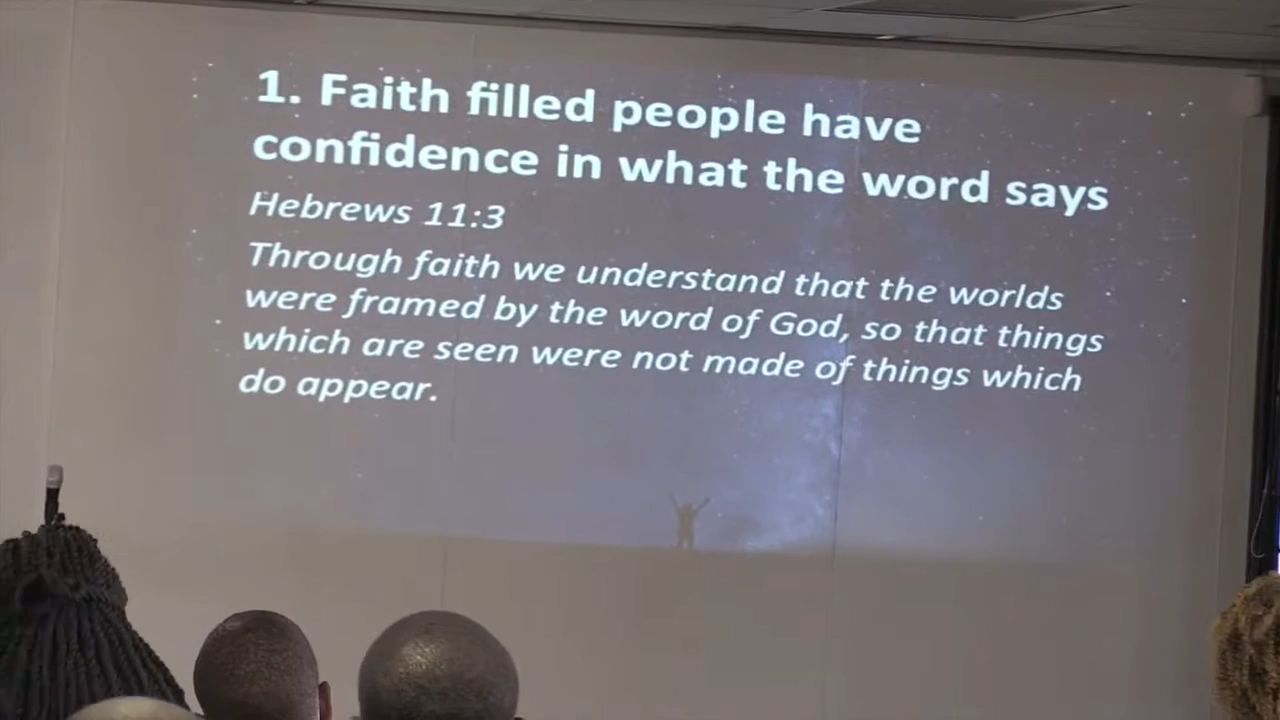 1. Faith filled people have
confidence in what the word says
Hebrews 11:3
Through faith we understand that the worlds
were framed by the word of God, so that things
which are seen were not made of things which
do appear.